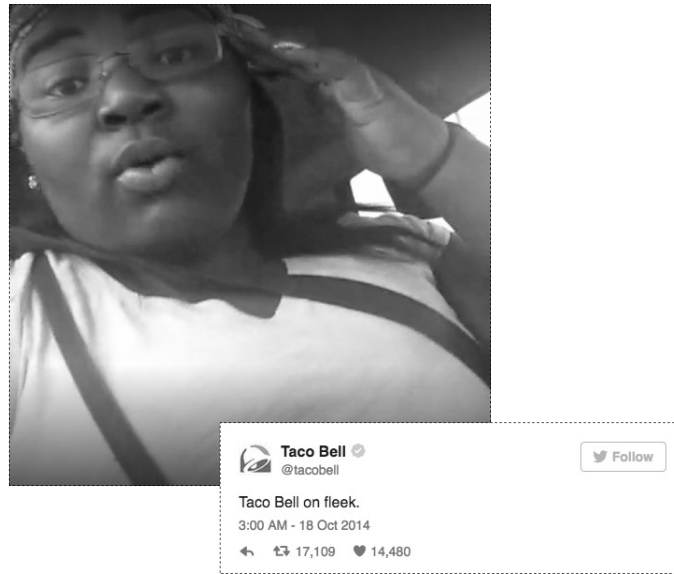 Taco Bell
@tacobell
Follow
Taco Bell on fleek.
3:00 AM - 18 Oct 2014
17,109 14,480